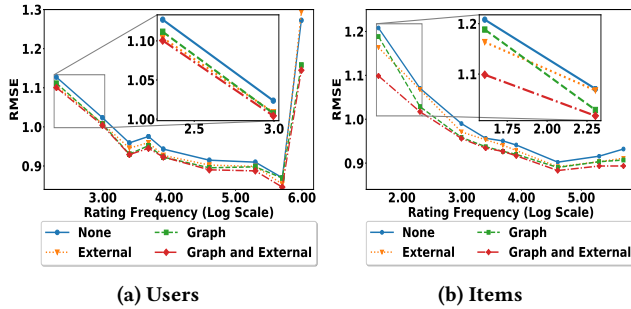 1.3
1.2
1.1
1.0
0.9
RMSE
1.10
1.05
1.00
2.5
3.0
3.00
4.00
5.00
6.00
Rating Frequency (Log Scale)
None
Graph
External
Graph and External
(a) Users
1.2
1.1
1.0
0.9
RMSE
1.2
1.1
1.75
2.00
2.25
2.00
3.00
4.00
5.00
Rating Frequency (Log Scale)
None
Graph
External
Graph and External
(b) Items